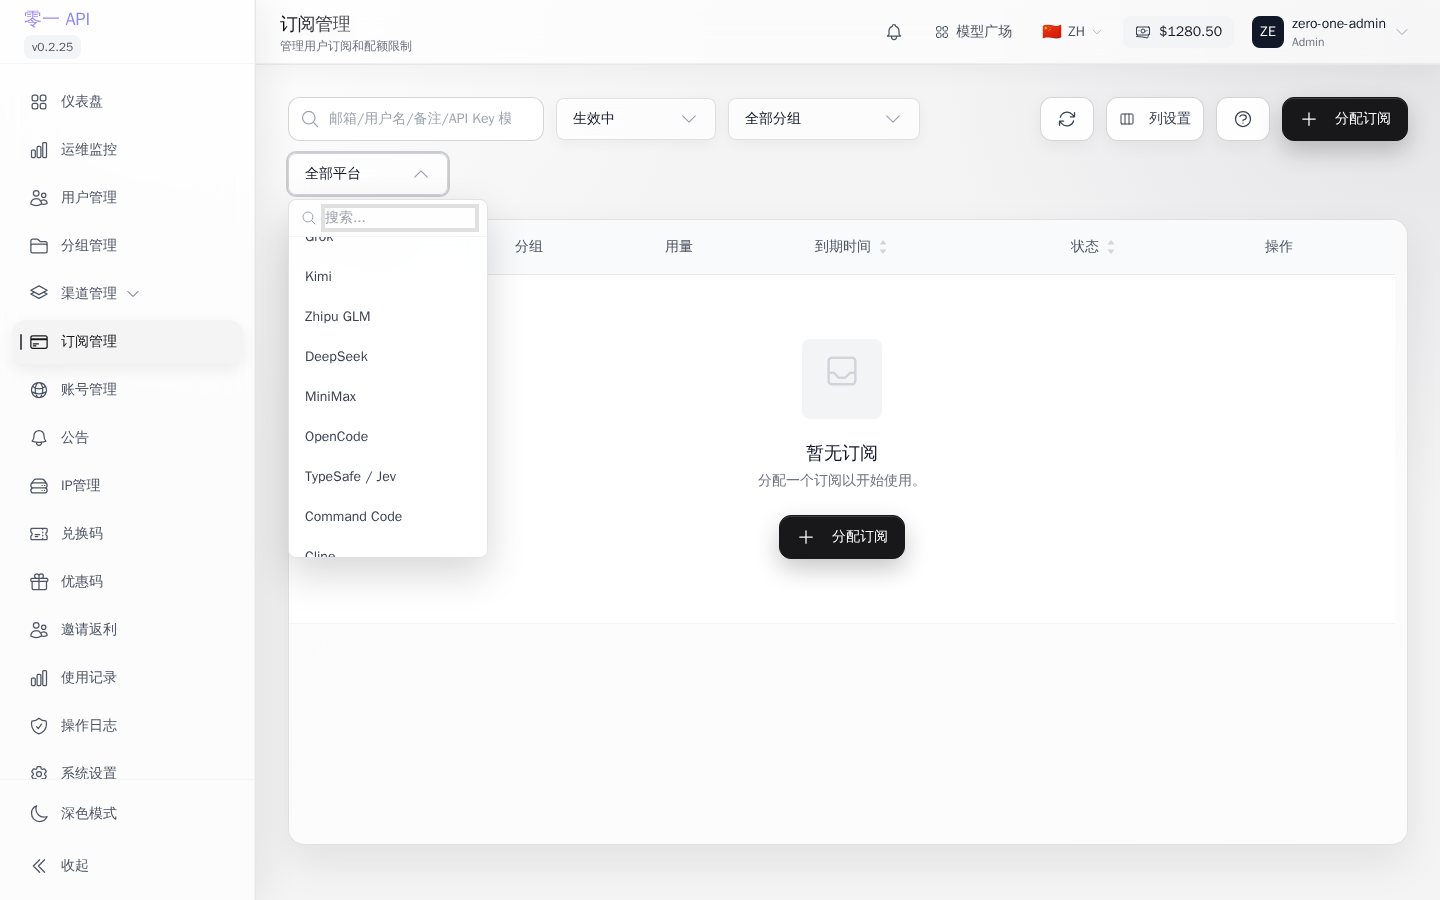 零一 API
v0.2.25
仪表盘
运维监控
用户管理
分组管理
渠道管理
订阅管理
账号管理
公告
IP管理
兑换码
优惠码
邀请返利
使用记录
操作日志
系统设置
深色模式
收起
订阅管理
管理用户订阅和配额限制
模型广场
🇨🇳 ZH
$1280.50
ZE
zero-one-admin
Admin
邮箱/用户名/备注/API Key 模
生效中
全部分组
列设置
分配订阅
全部平台
搜索...
Grok
Kimi
Zhipu GLM
DeepSeek
MiniMax
OpenCode
TypeSafe / Jev
Command Code
Cline
分组
用量
到期时间
状态
操作
暂无订阅
分配一个订阅以开始使用。
分配订阅